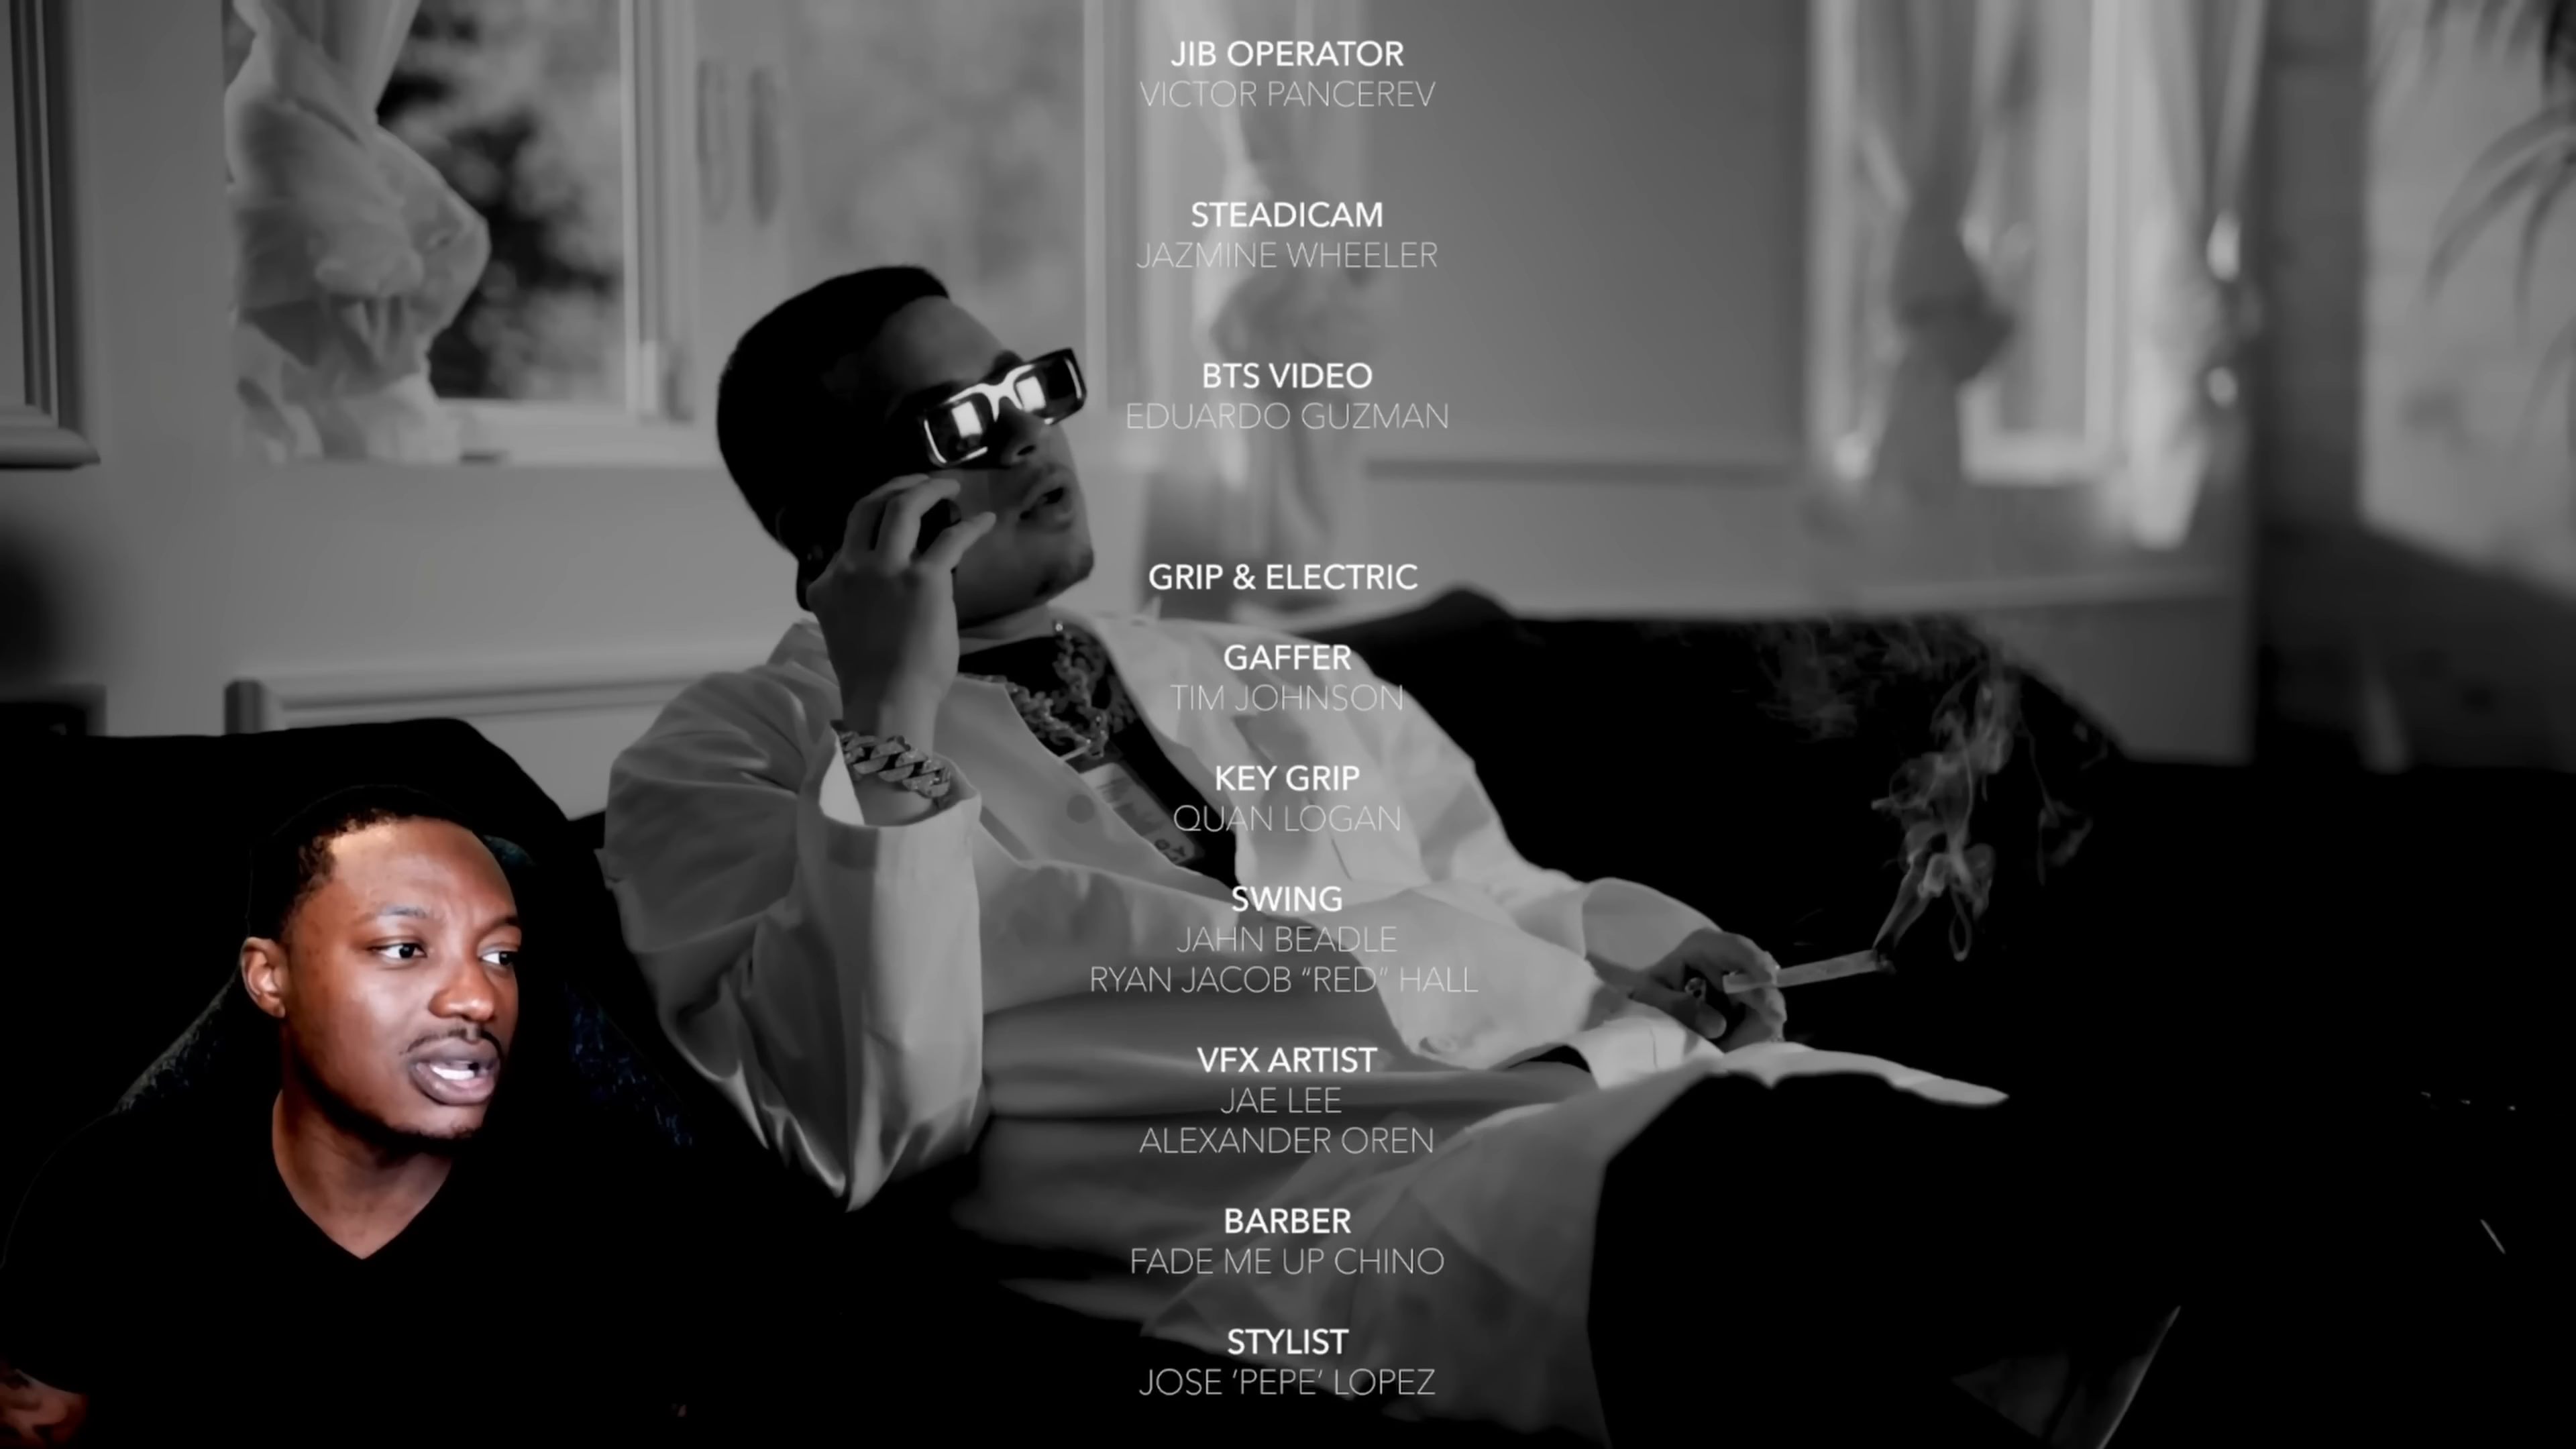 JIB OPERATOR
VICTOR PANCEREV
STEADICAM
JAZMINE WHEELER
BTS VIDEO
EDUARDO GUZMAN
GRIP & ELECTRIC
GAFFER
TIM JOHNSON
KEY GRIP
QUAN LOGAN
SWING
JAHN BEADLE
RYAN JACOB “RED” HALL
VFX ARTIST
JAE LEE
ALEXANDER OREN
BARBER
FADE ME UP CHINO
STYLIST
JOSE ‘PEPE’ LOPEZ